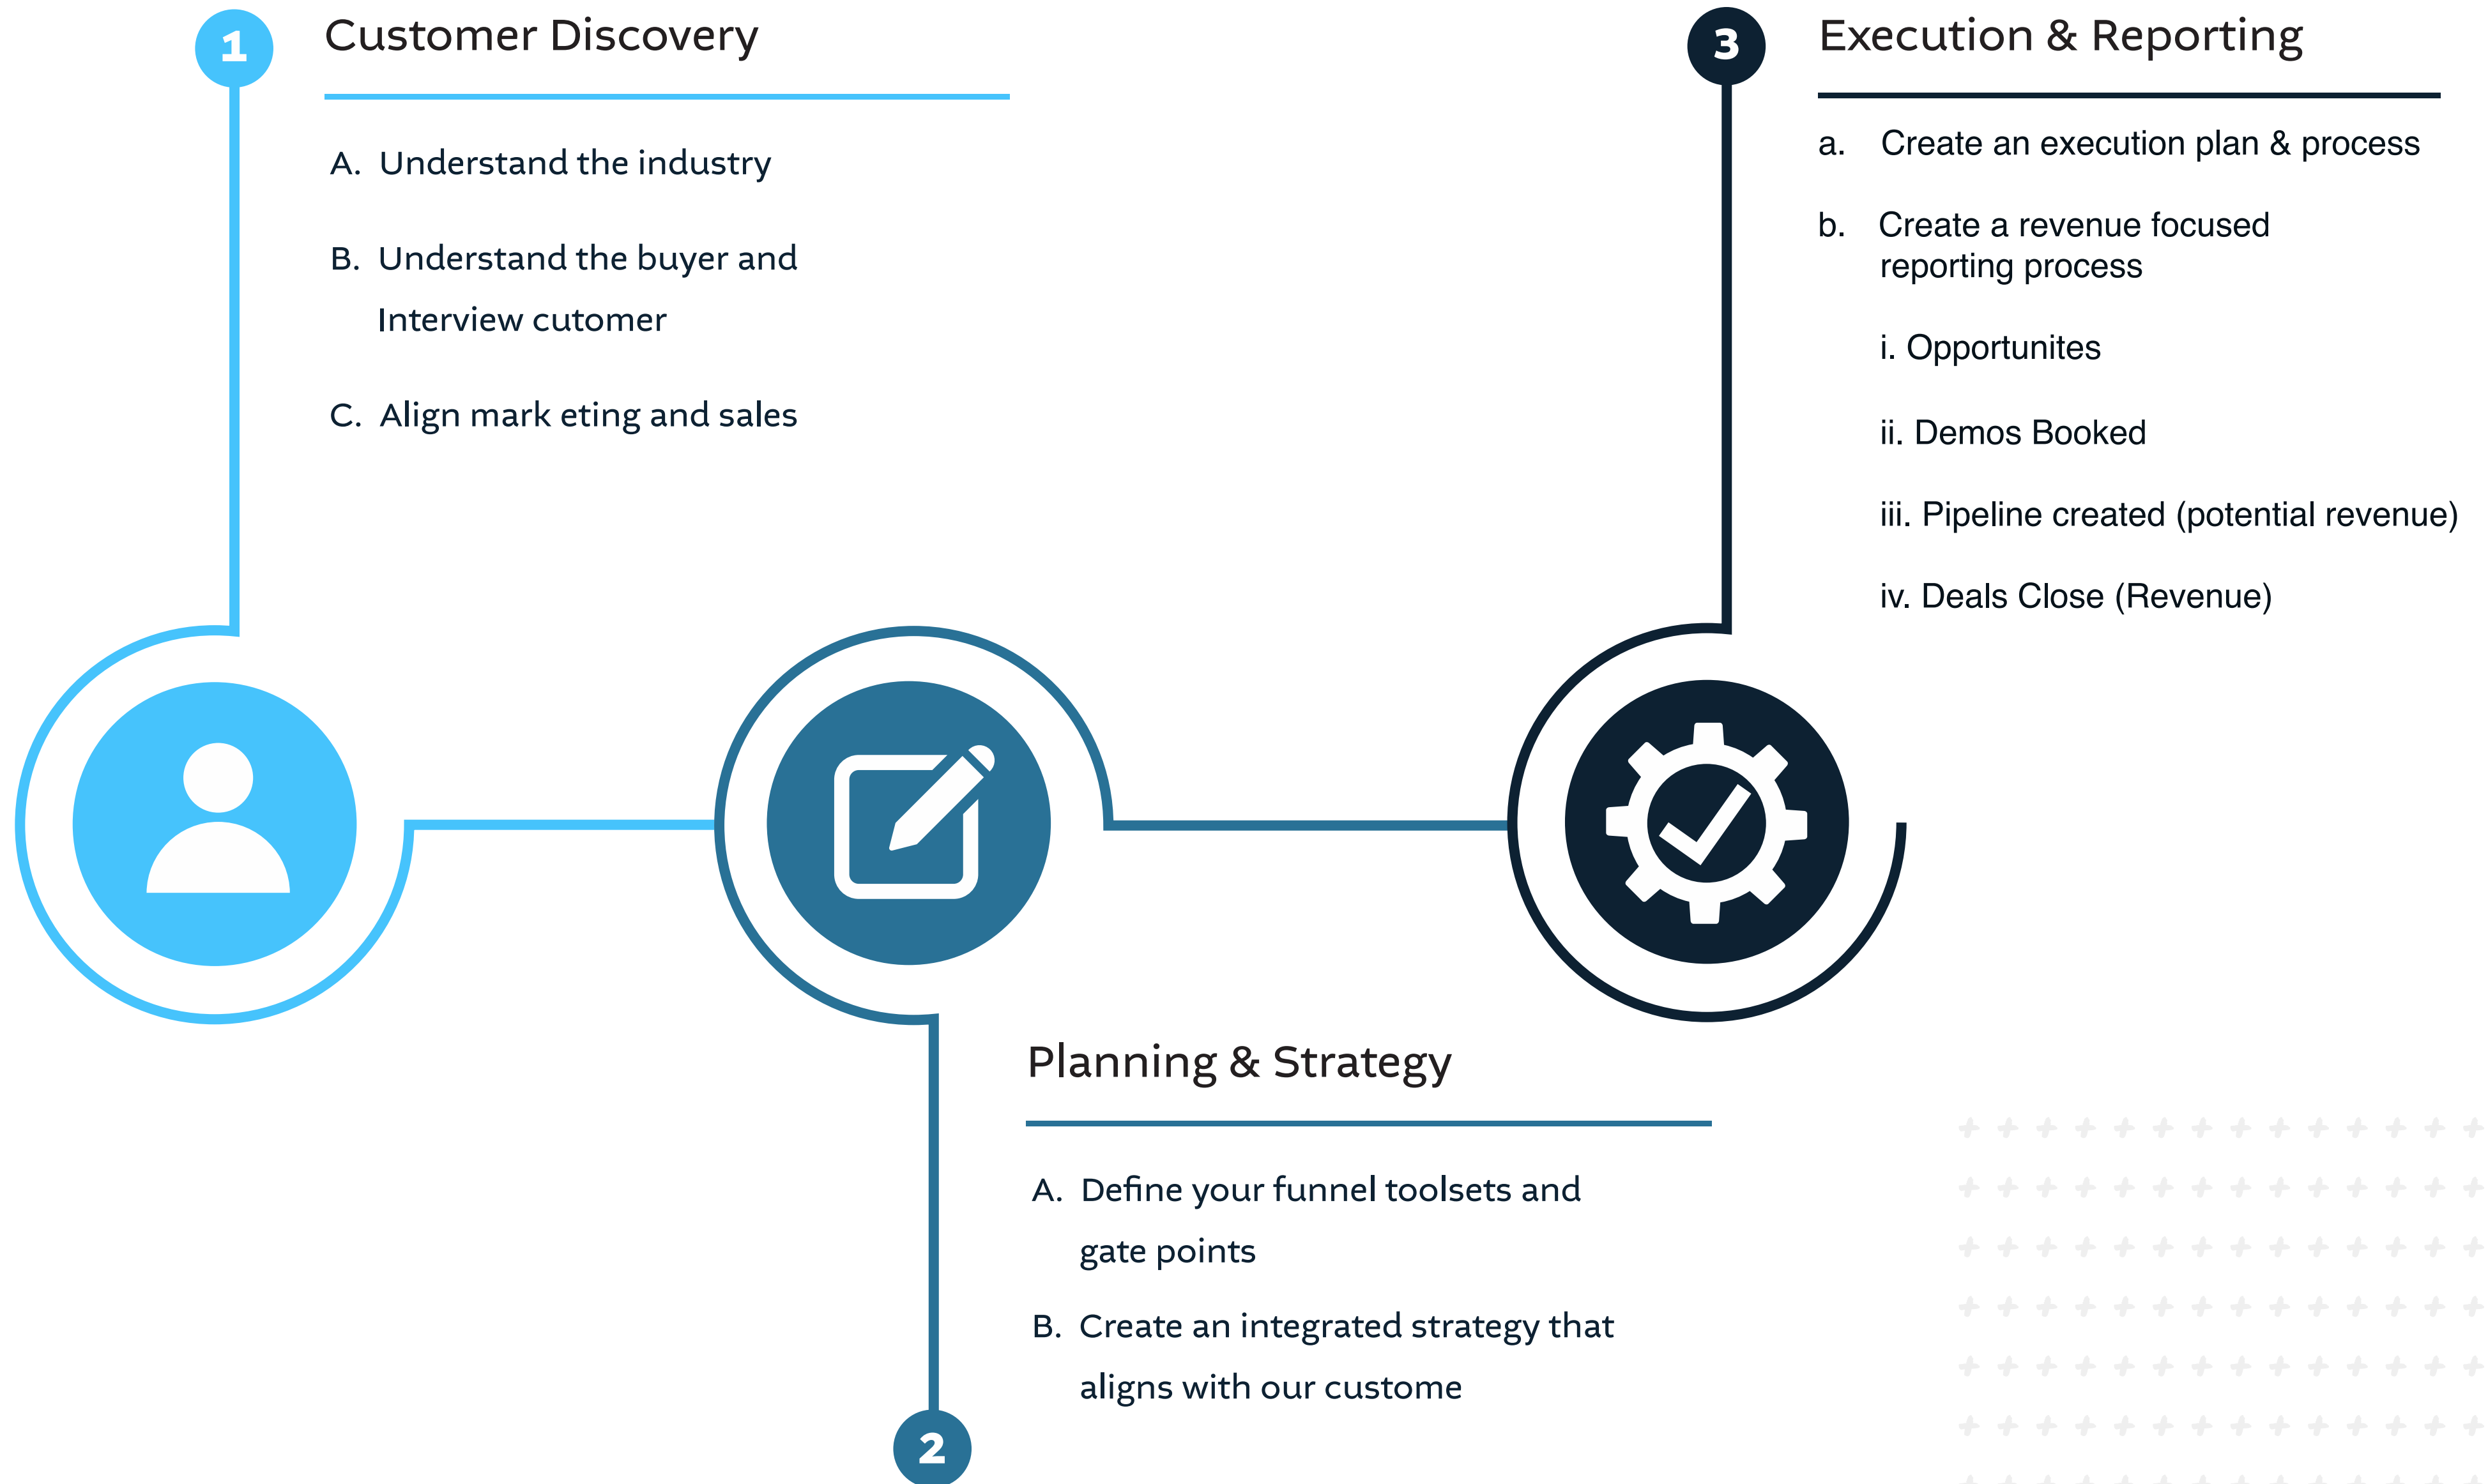 1
Customer Discovery
A. Understand the industry
B. Understand the buyer and
Interview cutomer
C. Align mark eting and sales
2
Planning & Strategy
A. Define your funnel toolsets and
gate points
B. Create an integrated strategy that
aligns with our custome
3
Execution & Reporting
a. Create an execution plan & process
b. Create a revenue focused
reporting process
i. Opportunites
ii. Demos Booked
iii. Pipeline created (potential revenue)
iv. Deals Close (Revenue)